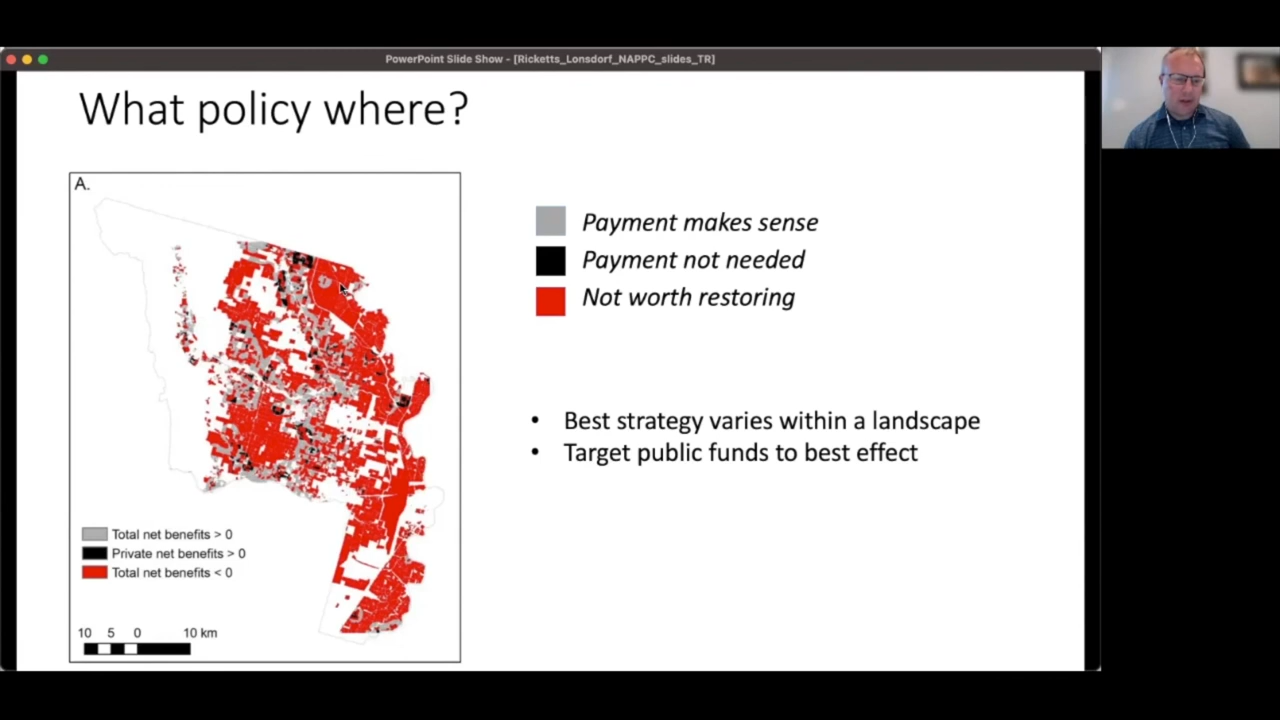 PowerPoint Slide Show - [Ricketts_Lonsdorf_NAPPC_slides_TR]
What policy where?
A.
Payment makes sense
Payment not needed
Not worth restoring
Best strategy varies within a landscape
Target public funds to best effect
Total net benefits > 0
Private net benefits > 0
Total net benefits < 0
10 5 0 10 km